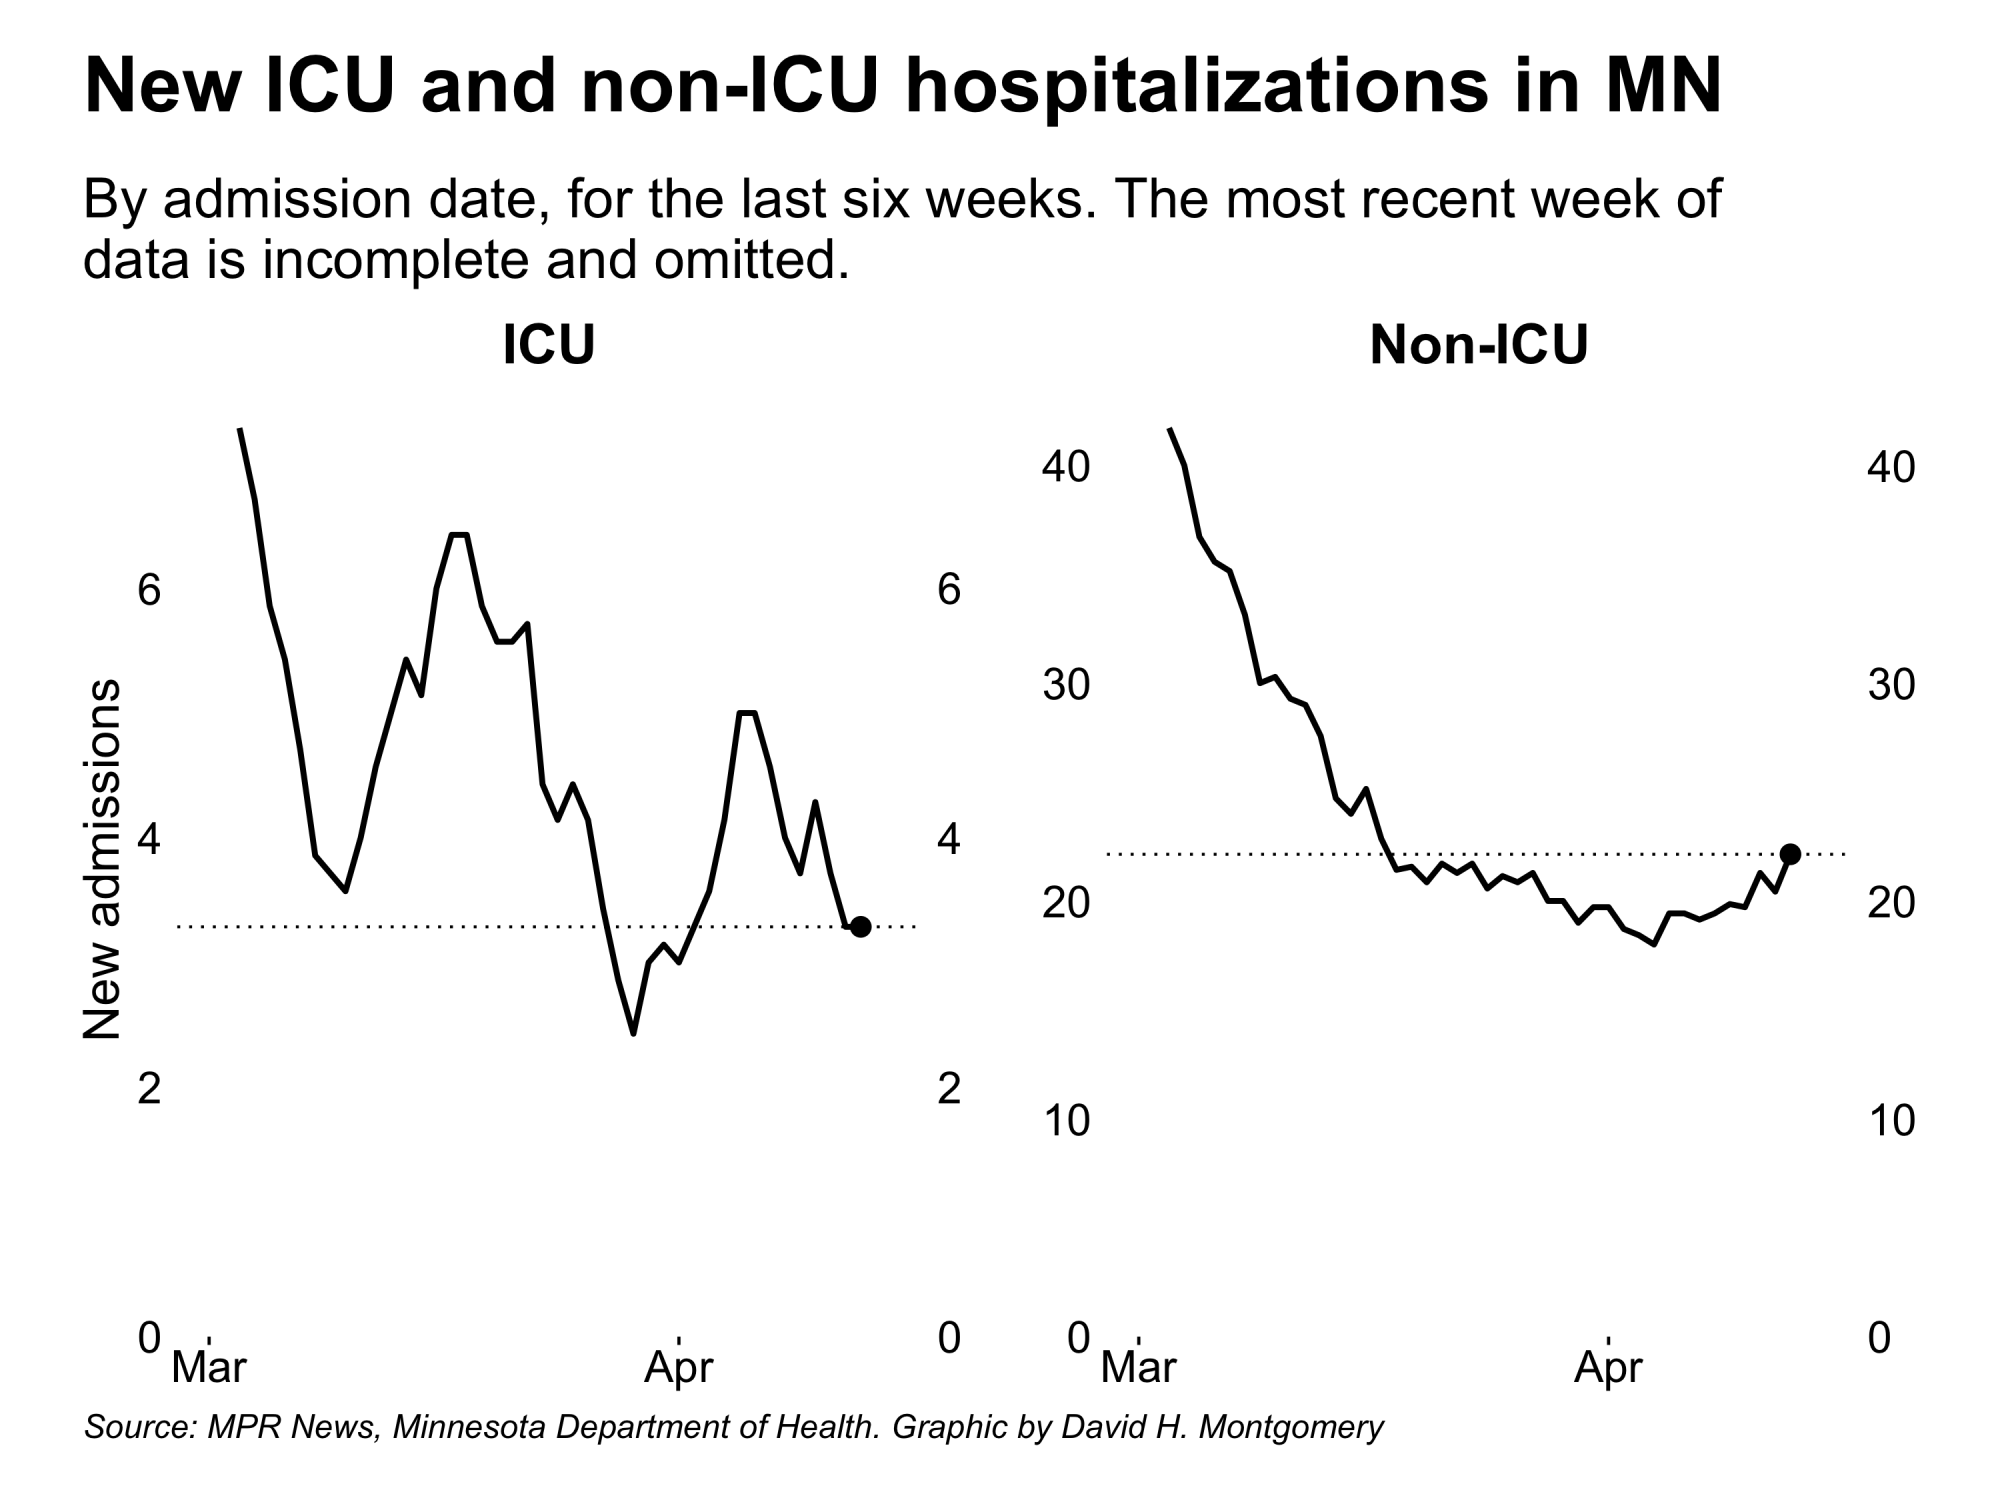 New ICU and non-ICU hospitalizations in MN
By admission date, for the last six weeks. The most recent week of
data is incomplete and omitted.
ICU
New admissions
6
4
2
0
Mar
Apr
6
4
2
0
Non-ICU
40
30
20
10
0
Mar
Apr
40
30
20
10
0
Source: MPR News, Minnesota Department of Health. Graphic by David H. Montgomery